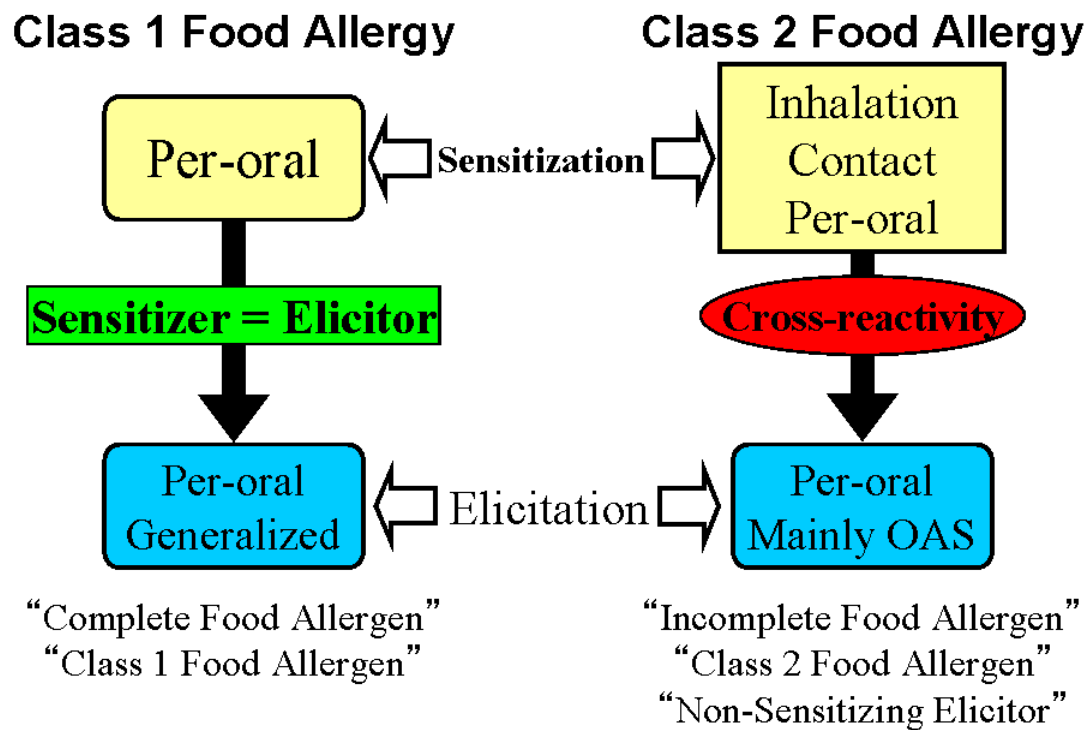 Class 1 Food Allergy
Class 2 Food Allergy
Per-oral
Sensitization
Inhalation
Contact
Per-oral
Sensitizer = Elicitor
Cross-reactivity
Per-oral
Generalized
Elicitation
Per-oral
Mainly OAS
“Complete Food Allergen”
“Class 1 Food Allergen”
“Incomplete Food Allergen”
“Class 2 Food Allergen”
“Non-Sensitizing Elicitor”